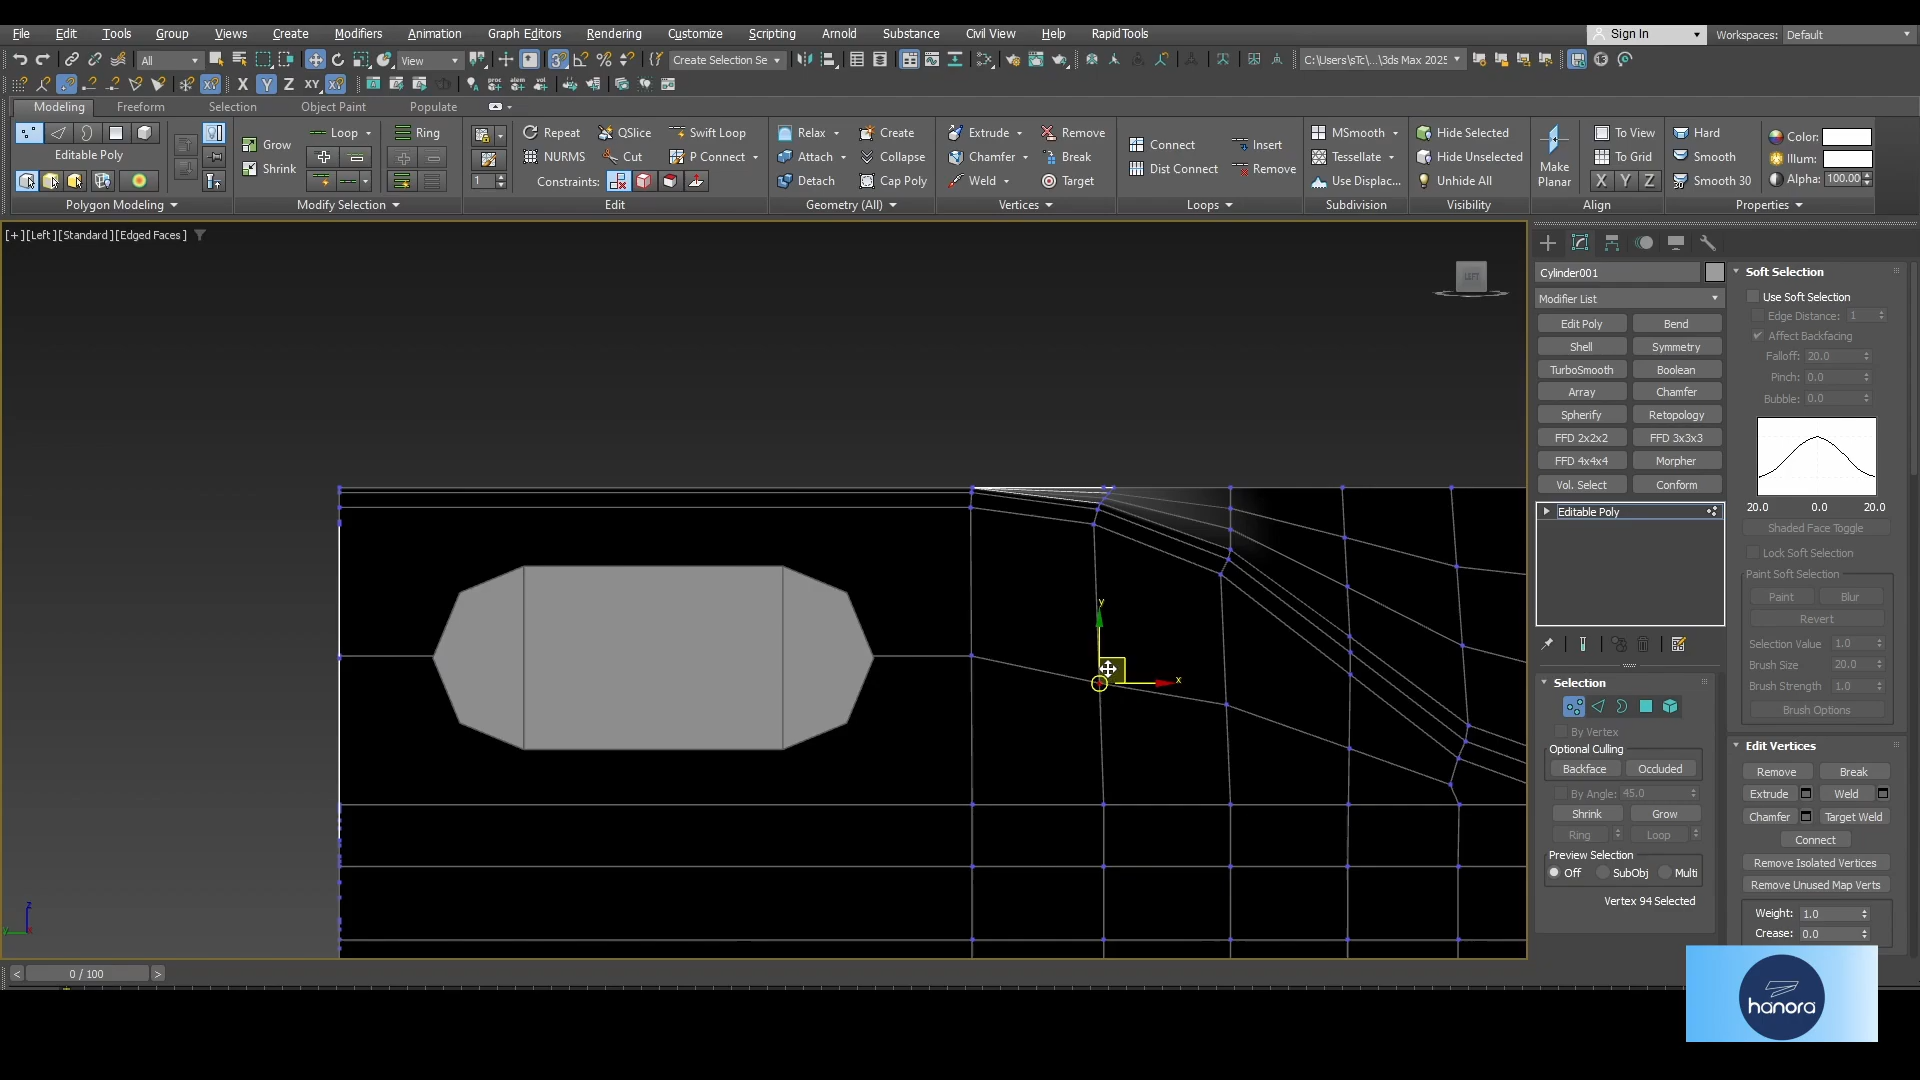 File Edit Tools Group Views Create Modifiers Animation Graph Editors Rendering Customize Scripting Arnold Substance Civil View Help RapidTools Sign In Workspaces: Default
All View Create Selection Se C:\Users\sTc\...\3ds Max 2025
X Y Z XY
Modeling Freeform Selection Object Paint Populate
Editable Poly
Polygon Modeling
Grow
Shrink
Loop
Ring
Modify Selection
Repeat QSlice Swift Loop
NURMS Cut P Connect
1 Constraints:
Edit
Relax Create
Attach Collapse
Detach Cap Poly
Geometry (All)
Extrude Remove
Chamfer Break
Weld Target
Vertices
Connect Insert
Dist Connect Remove
Loops
MSmooth
Tessellate
Use Displac...
Subdivision
Hide Selected
Hide Unselected
Unhide All
Visibility
Make
Planar
To View
To Grid
X Y Z
Align
Hard
Smooth
Smooth 30
Color:
Illum:
Alpha: 100.00
Properties
[+][Left][Standard][Edged Faces]
LEFT
y
x
z
y
x
Cylinder001
Modifier List
Edit Poly Bend
Shell Symmetry
TurboSmooth Boolean
Array Chamfer
Spherify Retopology
FFD 2x2x2 FFD 3x3x3
FFD 4x4x4 Morpher
Vol. Select Conform
Editable Poly
Selection
By Vertex
Optional Culling
Backface Occluded
By Angle: 45.0
Shrink Grow
Ring Loop
Preview Selection
Off SubObj Multi
Vertex 94 Selected
Soft Selection
Use Soft Selection
Edge Distance: 1
Affect Backfacing
Falloff: 20.0
Pinch: 0.0
Bubble: 0.0
20.0 0.0 20.0
Shaded Face Toggle
Lock Soft Selection
Paint Soft Selection
Paint Blur
Revert
Selection Value 1.0
Brush Size 20.0
Brush Strength 1.0
Brush Options
Edit Vertices
Remove Break
Extrude Weld
Chamfer Target Weld
Connect
Remove Isolated Vertices
Remove Unused Map Verts
Weight: 1.0
Crease: 0.0
< 0 / 100 >
hanora